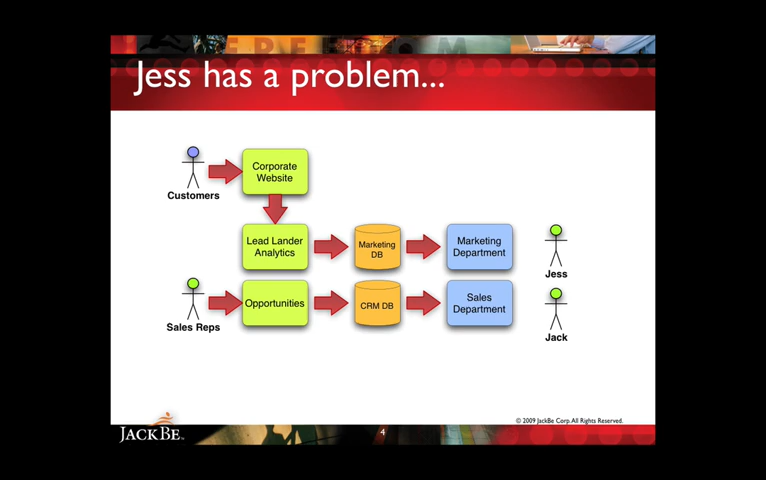 FREEDOM
Jess has a problem...
Customers
Corporate
Website
Lead Lander
Analytics
Marketing
DB
Marketing
Department
Jess
Sales Reps
Opportunities
CRM DB
Sales
Department
Jack
© 2009 JackBe Corp. All Rights Reserved.
JACKBE
4